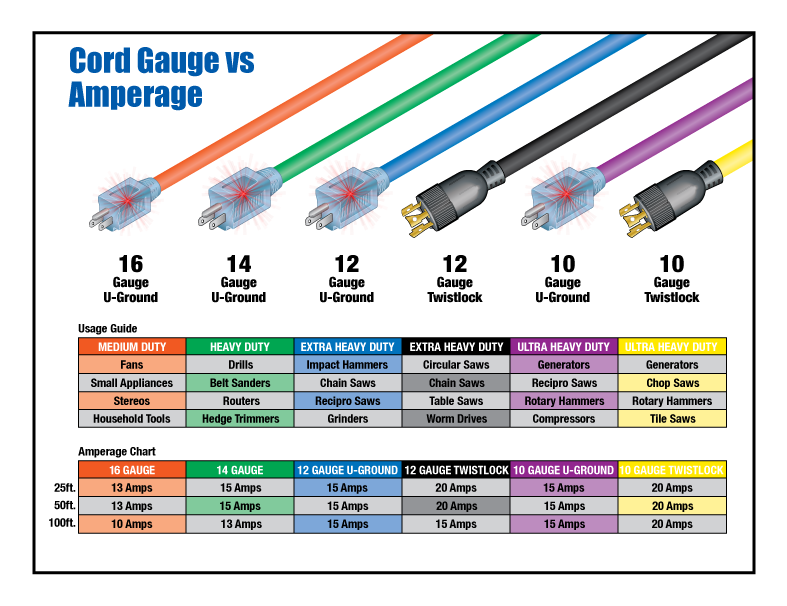 Cord Gauge vs
Amperage
16 14 12 12 10 10
Gauge Gauge Gauge Gauge Gauge Gauge
U-Ground U-Ground U-Ground Twistlock U-Ground Twistlock
Usage Guide
MEDIUM DUTY HEAVY DUTY EXTRA HEAVY DUTY EXTRA HEAVY DUTY ULTRA HEAVY DUTY ULTRA HEAVY DUTY
Fans Drills Impact Hammers Circular Saws Generators Generators
Small Appliances Belt Sanders Chain Saws Chain Saws Recipro Saws Chop Saws
Stereos Routers Recipro Saws Table Saws Rotary Hammers Rotary Hammers
Household Tools Hedge Trimmers Grinders Worm Drives Compressors Tile Saws
Amperage Chart
16 GAUGE 14 GAUGE 12 GAUGE U-GROUND 12 GAUGE TWISTLOCK 10 GAUGE U-GROUND 10 GAUGE TWISTLOCK
25ft. 13 Amps 15 Amps 15 Amps 20 Amps 15 Amps 20 Amps
50ft. 13 Amps 15 Amps 15 Amps 20 Amps 15 Amps 20 Amps
100ft. 10 Amps 13 Amps 15 Amps 15 Amps 15 Amps 20 Amps